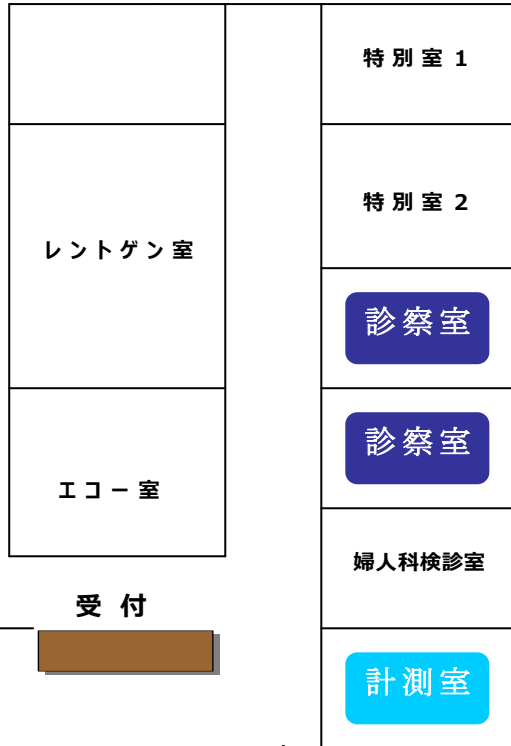 特別室 1
特別室 2
レントゲン室
診察室
診察室
エコー室
婦人科検診室
受付
計測室